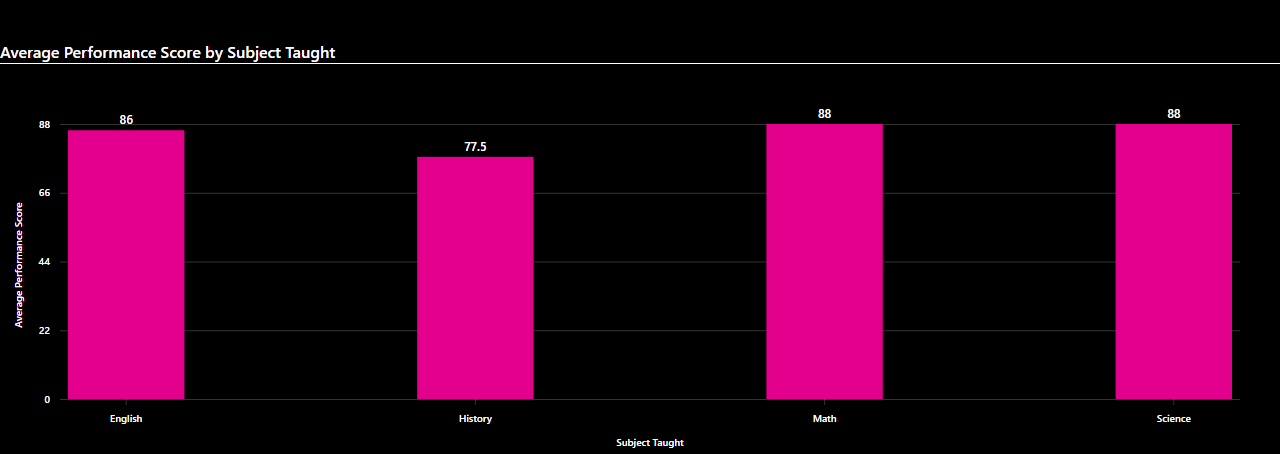 Average Performance Score by Subject Taught
86
77.5
88
88
88
66
44
22
0
Average Performance Score
English
History
Math
Science
Subject Taught